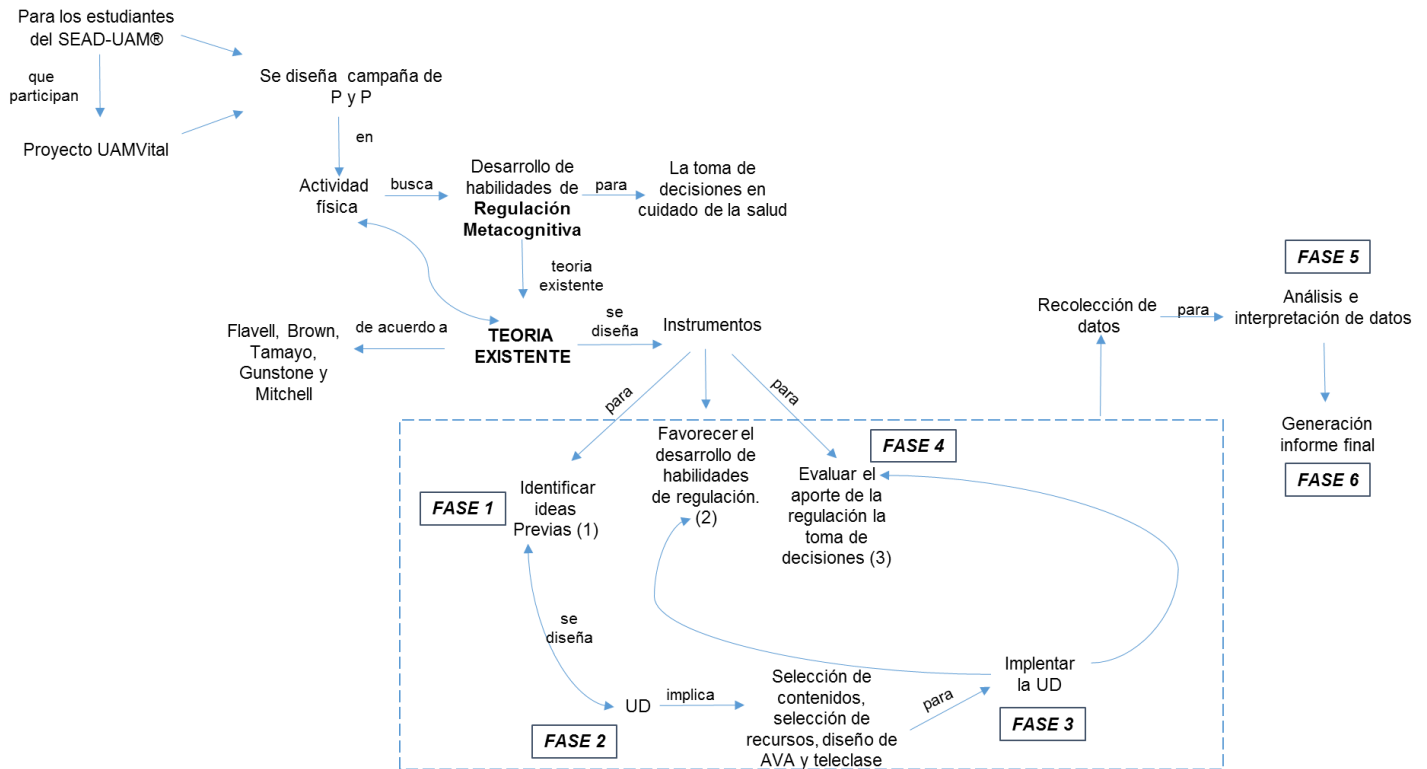 Para los estudiantes
del SEAD-UAM®
que
participan
Proyecto UAMVital
Se diseña campaña de
P y P
en
Actividad
física
busca
Desarrollo de
habilidades de
Regulación
Metacognitiva
para
La toma de
decisiones en
cuidado de la salud
teoria
existente
TEORIA
EXISTENTE
de acuerdo a
Flavell, Brown,
Tamayo,
Gunstone y
Mitchell
se
diseña
Instrumentos
para
para
FASE 1
Identificar
ideas
Previas (1)
Favorecer el
desarrollo de
habilidades
de regulación.
(2)
FASE 4
Evaluar el
aporte de la
regulación la
toma de
decisiones (3)
se
diseña
UD
FASE 2
implica
Selección de
contenidos,
selección de
recursos, diseño de
AVA y teleclase
para
Implentar
la UD
FASE 3
Recolección de
datos
para
FASE 5
Análisis e
interpretación de datos
Generación
informe final
FASE 6